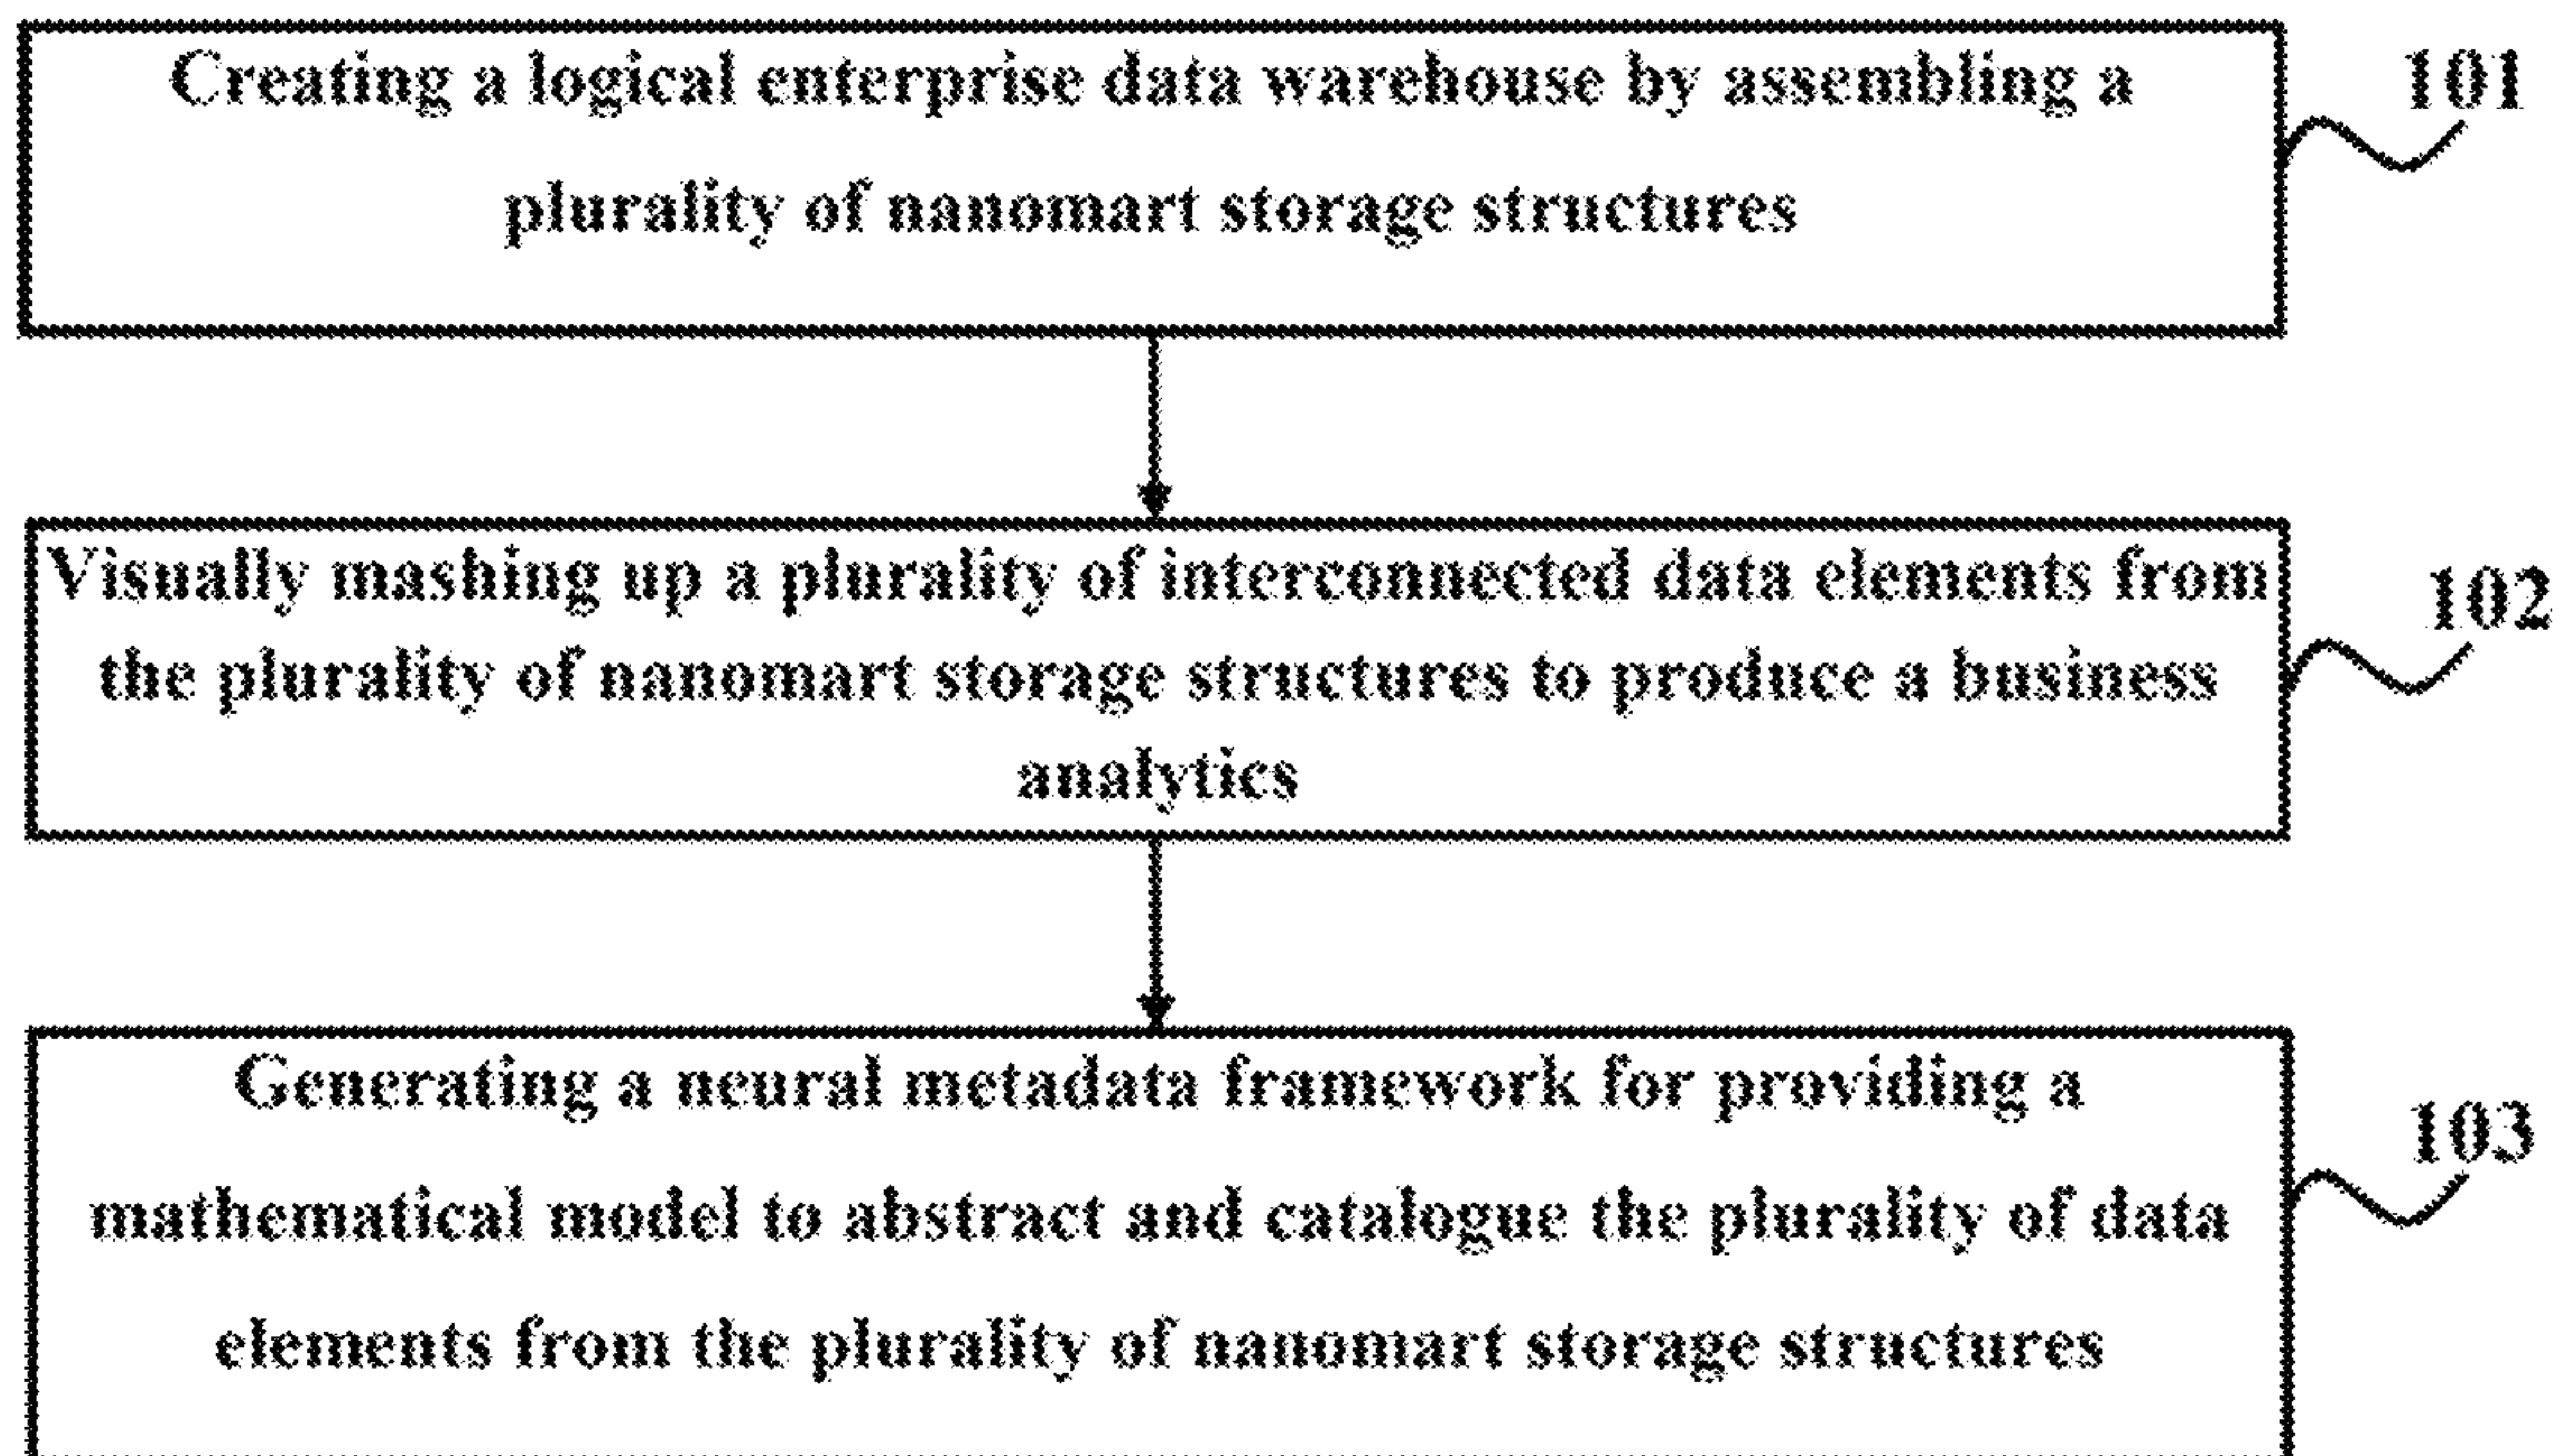 Creating a logical enterprise data warehouse by assembling a
101
plurality of nanomart storage structures
Visually mashing up a plurality of interconnected data elements from
102
the plurality of nanomart storage structures to produce a business
analytics
Generating a neural metadata framework for providing a
103
mathematical model to abstract and catalogue the plurality of data
elements from the plurality of nanomart storage structures